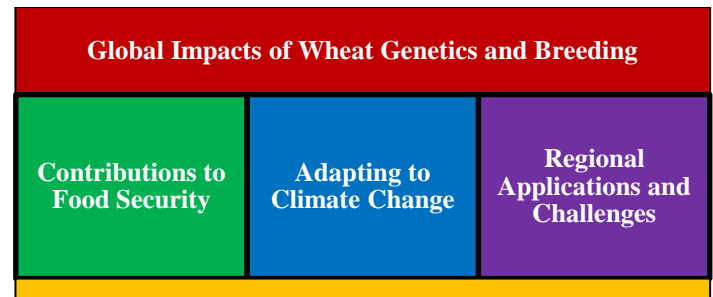 Global Impacts of Wheat Genetics and Breeding
Contributions to
Food Security
Adapting to
Climate Change
Regional
Applications and
Challenges